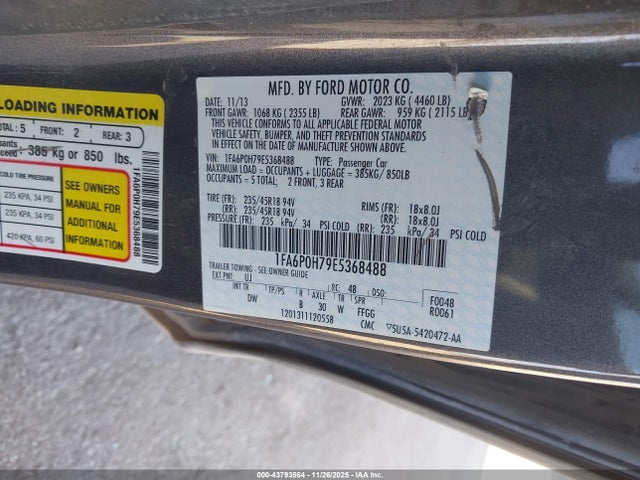 LOADING INFORMATION
TOTAL: 5 FRONT: 2 REAR: 3
385 kg or 850 lbs.
COLD TIRE PRESSURE
235 KPA, 34 PSI
235 KPA, 34 PSI
420 KPA, 60 PSI
SEE OWNERS
MANUAL FOR
ADDITIONAL
INFORMATION
1FA6P0H79E5368488
MFD. BY FORD MOTOR CO.
DATE: 11/13 GVWR: 2023 KG ( 4460 LB)
FRONT GAWR: 1068 KG ( 2355 LB) REAR GAWR: 959 KG ( 2115 LB)
THIS VEHICLE CONFORMS TO ALL APPLICABLE FEDERAL MOTOR
VEHICLE SAFETY, BUMPER, AND THEFT PREVENTION STANDARDS
IN EFFECT ON THE DATE OF MANUFACTURE SHOWN ABOVE.
VIN: 1FA6P0H79E5368488 TYPE: Passenger Car
MAXIMUM LOAD = OCCUPANTS + LUGGAGE = 385KG/ 850LB
OCCUPANTS = 5 TOTAL; 2 FRONT, 3 REAR
TIRE (FR): 235/45R18 94V RIMS (FR): 18x8.0J
(RR): 235/45R18 94V (RR): 18x8.0J
PRESSURE (FR): 235 kPa/ 34 PSI COLD (RR): 235 kPa/ 34 PSI COLD
1FA6P0H79E5368488
TRAILER TOWING - SEE OWNER GUIDE
EXT PNT: UJ RC: 48 DSO: F0048
INT TR TP/PS R AXLE TR SPR R0061
DW B 30 W FFGG
1201311120558 CMC 5U5A-5420472-AA
000-43793564 11/26/2025 IAA Inc.